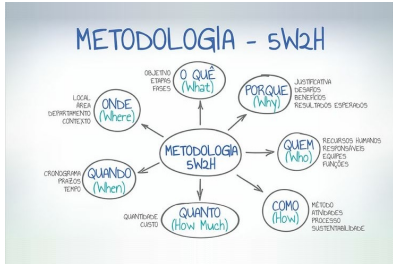 METODOLOGIA - 5W2H
OBJETIVO
ETAPAS
FASES
O QUÊ
(What)
PORQUE
(Why)
JUSTIFICATIVA
DESAFIOS
BENEFÍCIOS
RESULTADOS ESPERADOS
LOCAL
ÁREA
DEPARTAMENTO
CONTEXTO
ONDE
(Where)
METODOLOGIA
5W2H
QUEM
(Who)
RECURSOS HUMANOS
RESPONSÁVEIS
EQUIPES
FUNÇÕES
CRONOGRAMA
PRAZOS
TEMPO
QUANDO
(When)
QUANTIDADE
CUSTO
QUANTO
(How Much)
COMO
(How)
MÉTODO
ATIVIDADES
PROCESSO
SUSTENTABILIDADE